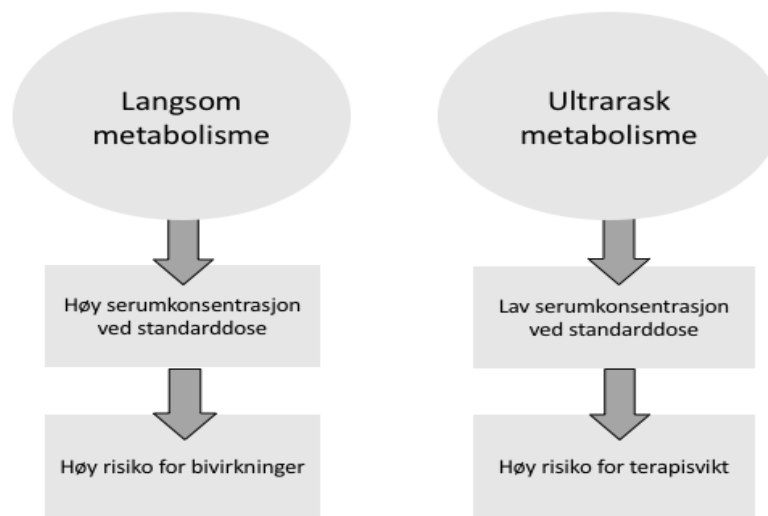 Langsom
metabolisme
Høy serumkonsentrasjon
ved standarddose
Høy risiko for bivirkninger
Ultrarask
metabolisme
Lav serumkonsentrasjon
ved standarddose
Høy risiko for terapisvikt